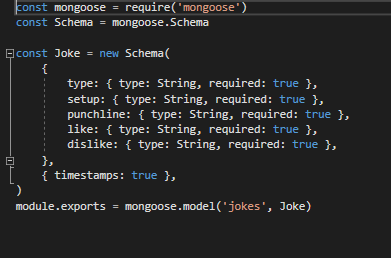 const mongoose = require('mongoose')
const Schema = mongoose.Schema

const Joke = new Schema(
    {
        type: { type: String, required: true },
        setup: { type: String, required: true },
        punchline: { type: String, required: true },
        like: { type: String, required: true },
        dislike: { type: String, required: true },
    },
    { timestamps: true },
)
module.exports = mongoose.model('jokes', Joke)